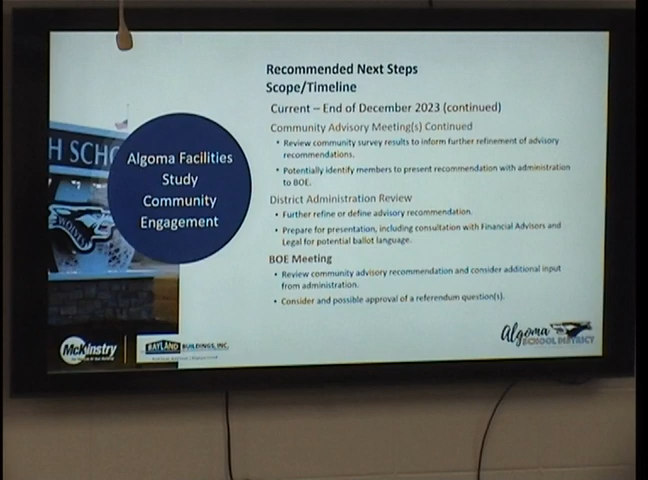 Recommended Next Steps
Scope/Timeline
Current – End of December 2023 (continued)
Community Advisory Meeting(s) Continued
• Review community survey results to inform further refinement of advisory
recommendations.
• Potentially identify members to present recommendation with administration
to BOE.
District Administration Review
• Further refine or define advisory recommendation.
• Prepare for presentation, including consultation with Financial Advisors and
Legal for potential ballot language.
BOE Meeting
• Review community advisory recommendation and consider additional input
from administration.
• Consider and possible approval of a referendum question(s).
Algoma Facilities
Study
Community
Engagement
H SCHO
WOLVES
McKinstry
BAYLAND BUILDINGS, INC.
Algoma
SCHOOL DISTRICT